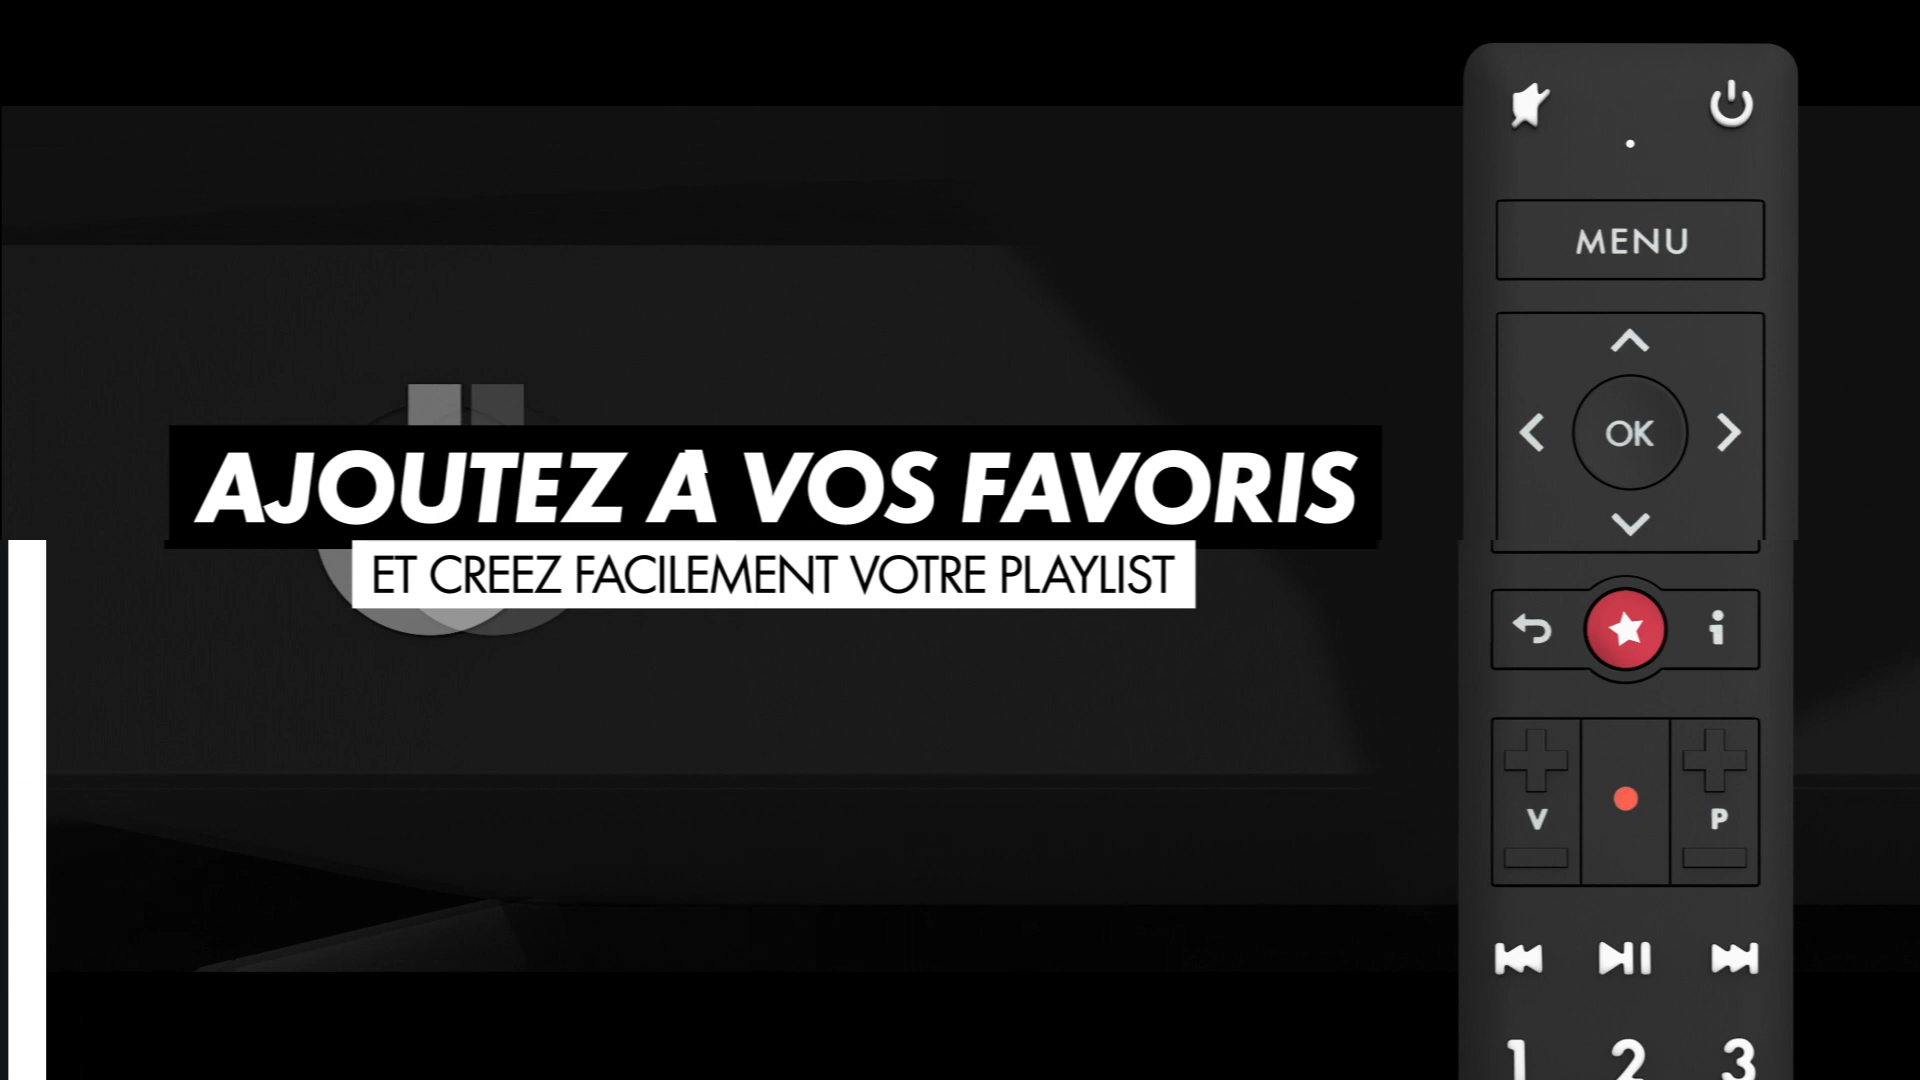 MENU
OK
AJOUTEZ A VOS FAVORIS
ET CREEZ FACILEMENT VOTRE PLAYLIST
V P
1 2 3